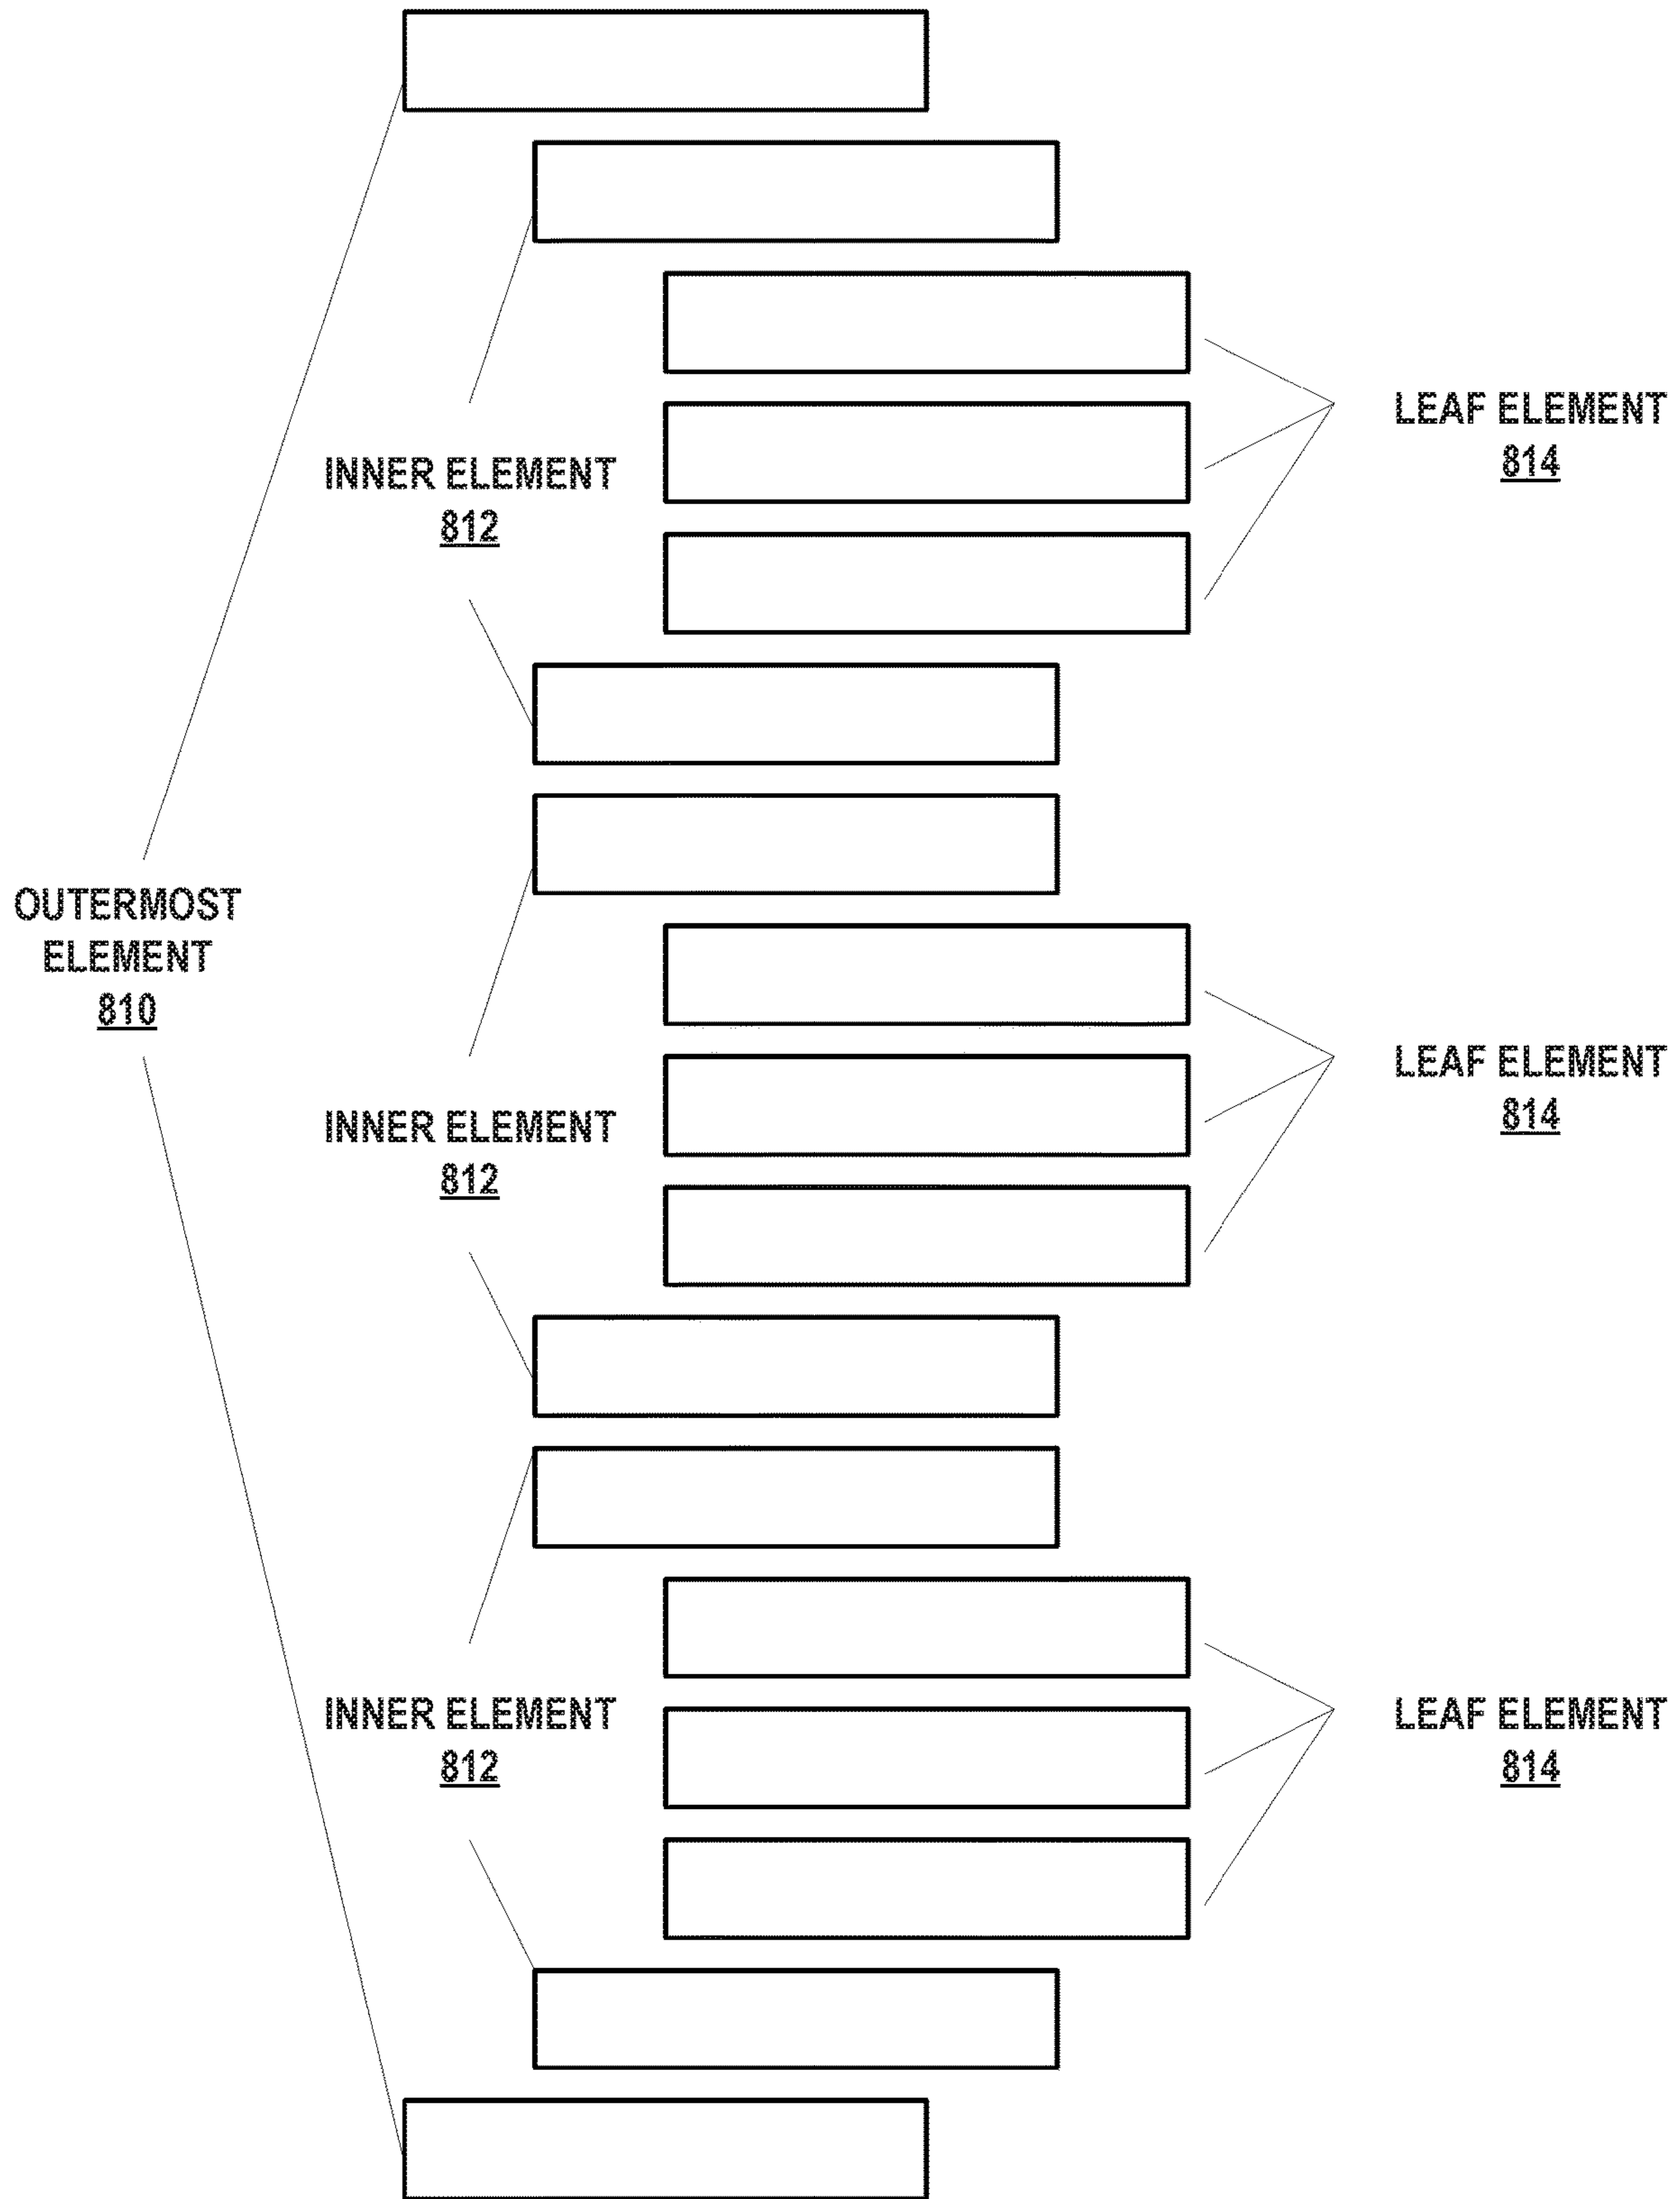 LEAF ELEMENT
814
INNER ELEMENT
812
OUTERMOST
ELEMENT
810
LEAF ELEMENT
814
INNER ELEMENT
812
LEAF ELEMENT
814
INNER ELEMENT
812